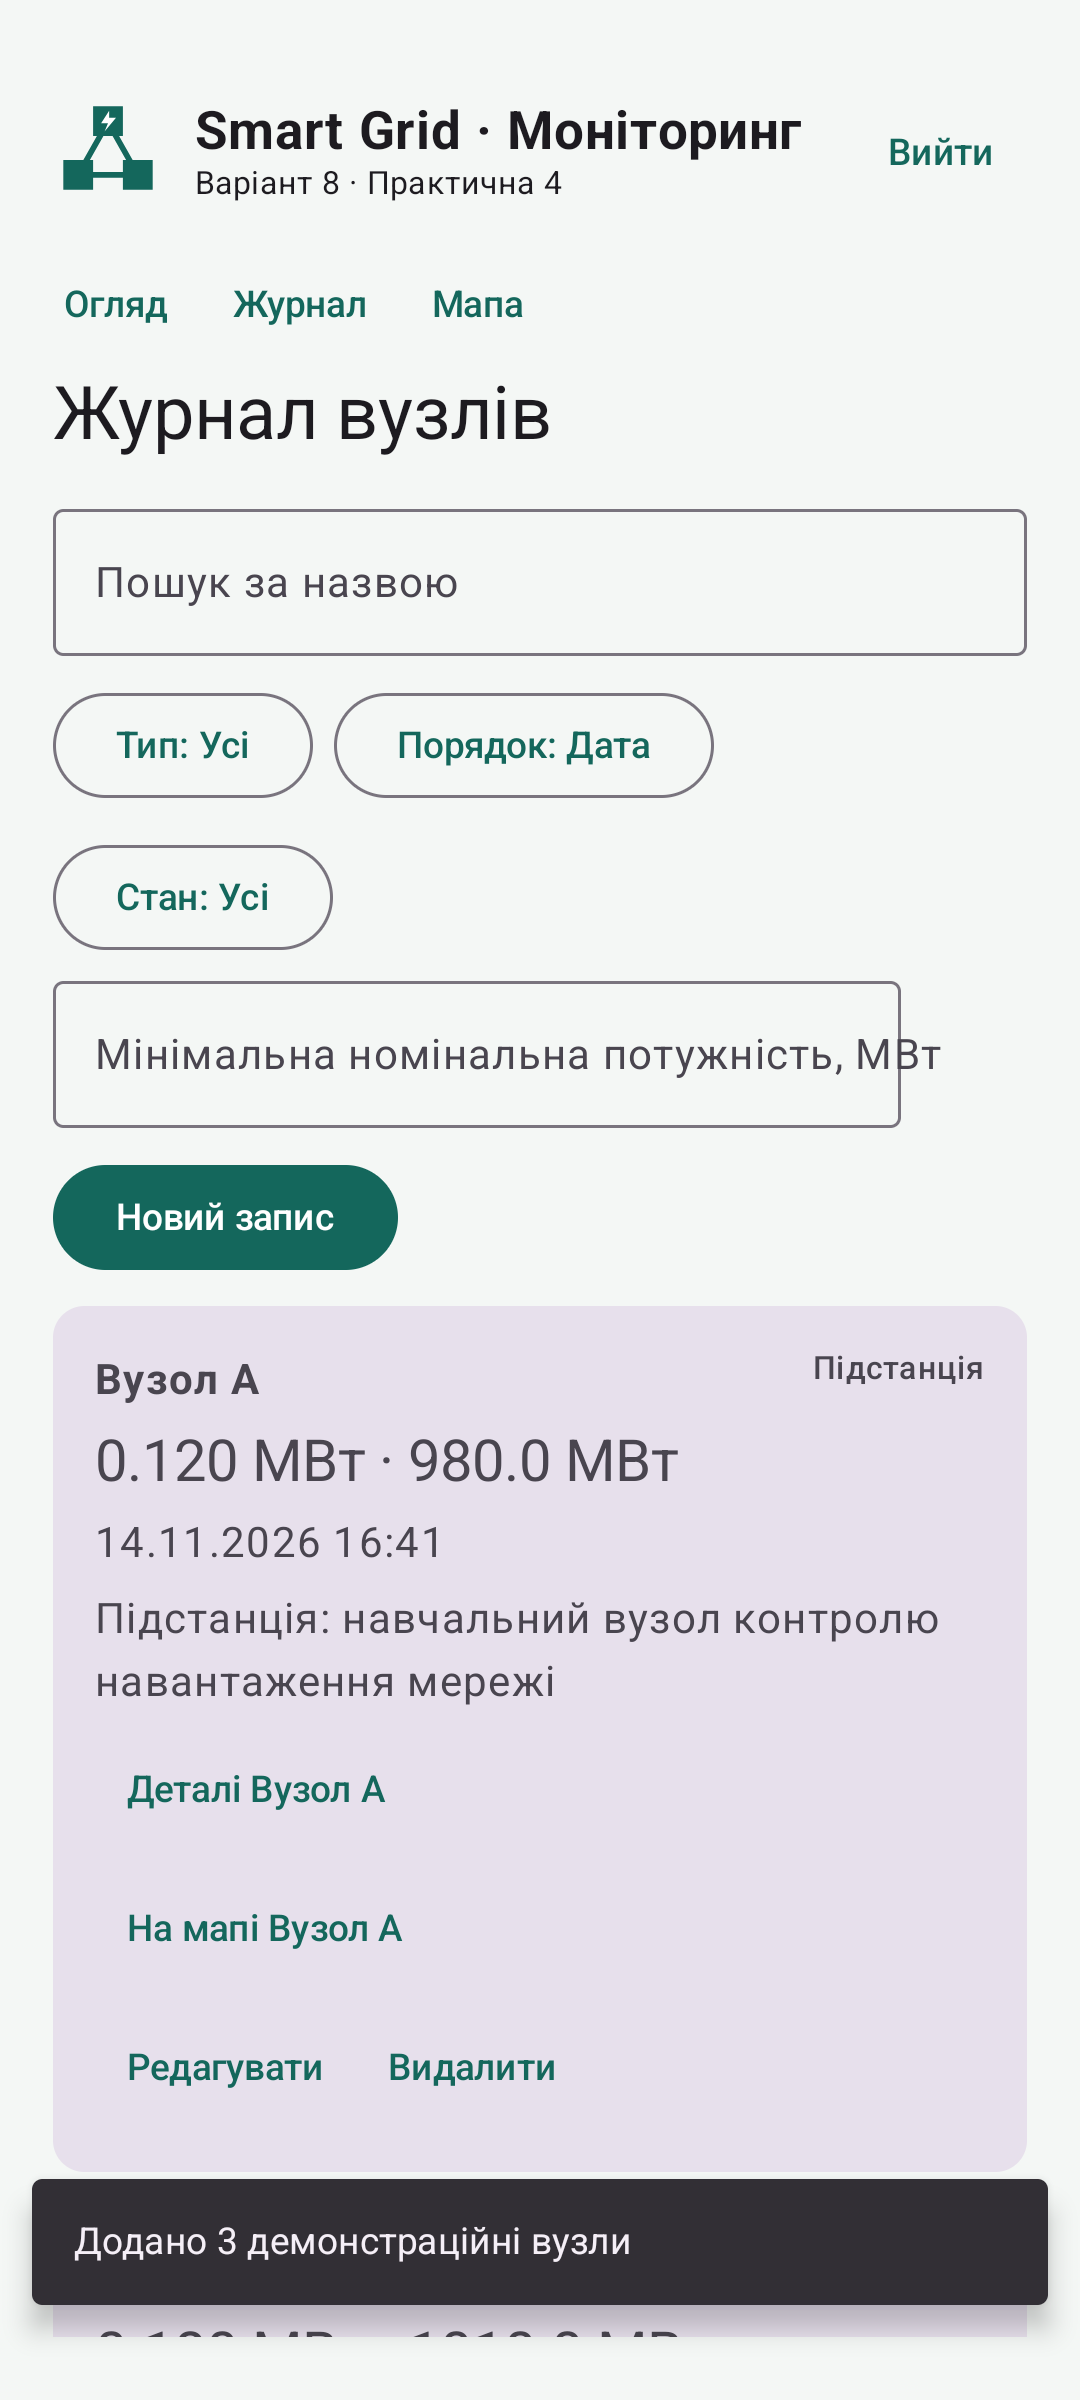 Smart Grid · Моніторинг
Варіант 8 · Практична 4
Вийти
Огляд Журнал Мапа
Журнал вузлів
Пошук за назвою
Тип: Усі Порядок: Дата
Стан: Усі
Мінімальна номінальна потужність, МВт
Новий запис
Вузол А
Підстанція
0.120 МВт · 980.0 МВт
14.11.2026 16:41
Підстанція: навчальний вузол контролю
навантаження мережі
Деталі Вузол А
На мапі Вузол А
Редагувати Видалити
Додано 3 демонстраційні вузли